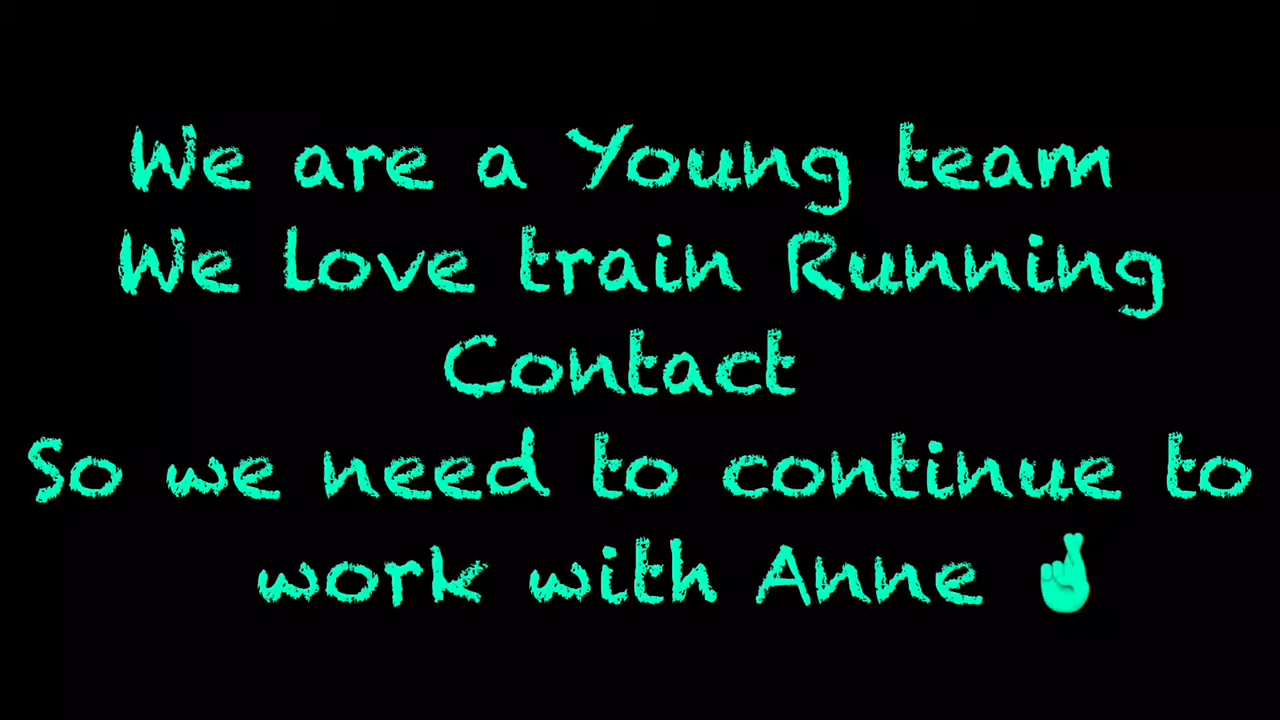 We are a Young team
We love train Running
Contact
So we need to continue to
work with Anne 🤞